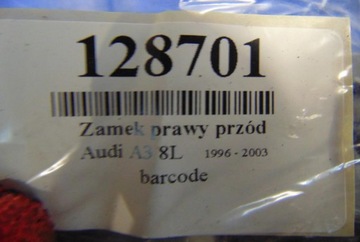 128701
Zamek prawy przód
Audi A3 8L 1996 - 2003
barcode